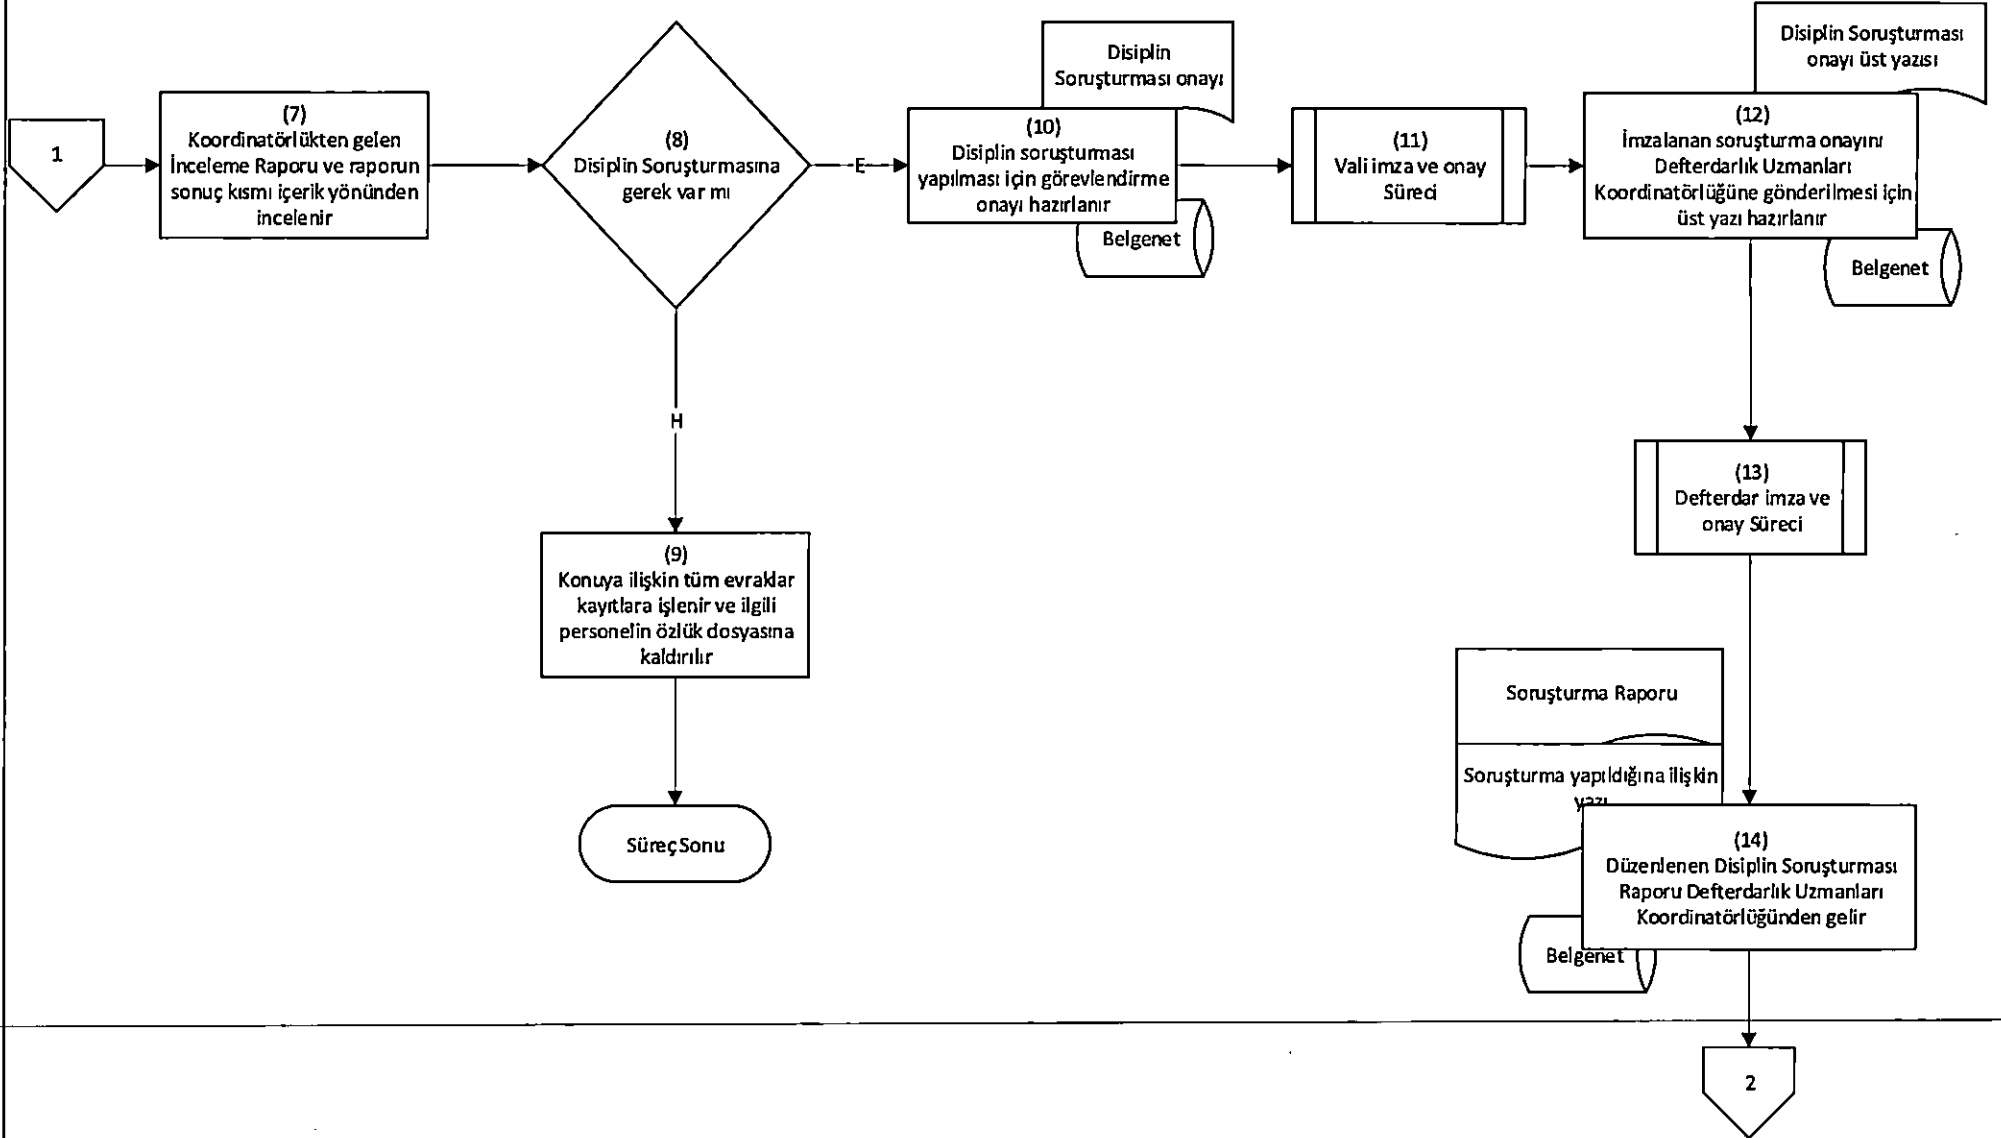 1
(7)
Koordinatörlükten gelen
İnceleme Raporu ve raporun
sonuç kısmı içerik yönünden
incelenir
(8)
Disiplin Soruşturmasına
gerek var mı
E
H
(9)
Konuya ilişkin tüm evraklar
kayıtlara işlenir ve ilgili
personelin özlük dosyasına
kaldırılır
Süreç Sonu
Disiplin
Soruşturması onayı
(10)
Disiplin soruşturması
yapılması için görevlendirme
onayı hazırlanır
Belgenet
(11)
Vali imza ve onay
Süreci
Disiplin Soruşturması
onayı üst yazısı
(12)
İmzalanan soruşturma onayını
Defterdarlık Uzmanları
Koordinatörlüğüne gönderilmesi için
üst yazı hazırlanır
Belgenet
(13)
Defterdar imza ve
onay Süreci
Soruşturma Raporu
Soruşturma yapıldığına ilişkin
yazı
(14)
Düzenlenen Disiplin Soruşturması
Raporu Defterdarlık Uzmanları
Koordinatörlüğünden gelir
Belgenet
2